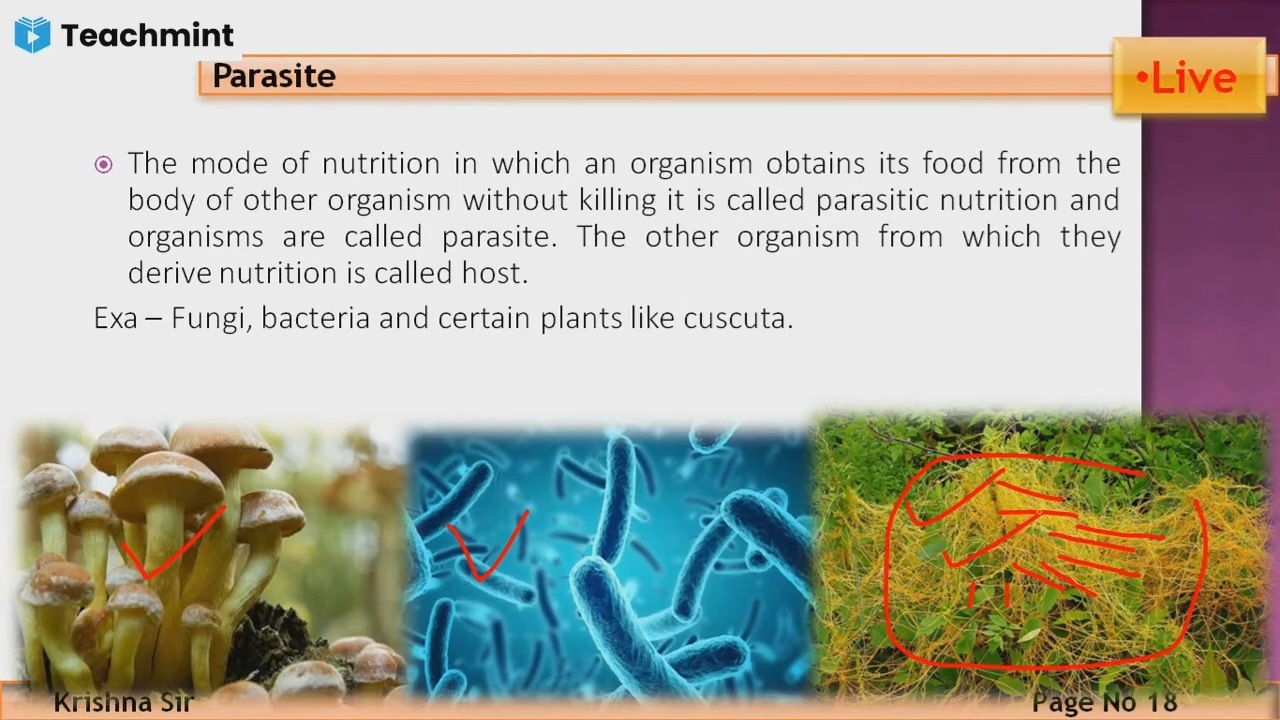 Teachmint
Parasite
•Live
The mode of nutrition in which an organism obtains its food from the
body of other organism without killing it is called parasitic nutrition and
organisms are called parasite. The other organism from which they
derive nutrition is called host.
Exa – Fungi, bacteria and certain plants like cuscuta.
Krishna Sir
Page No 18